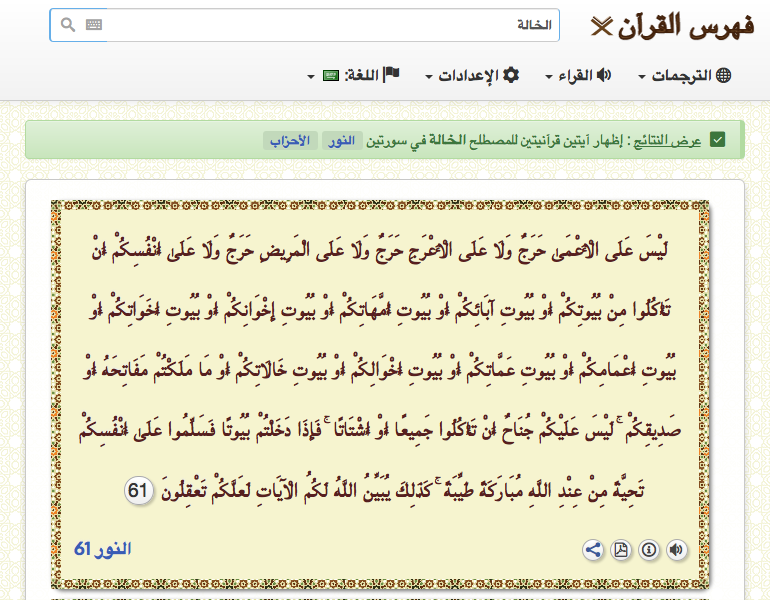 فهرس القرآن
الخالة
الترجمات
القراء
الإعدادات
اللغة:
عرض النتائج : إظهار آيتين قرآنيتين للمصطلح الخالة في سورتين النور الأحزاب
لَيْسَ عَلَى الْأَعْمَىٰ حَرَجٌ وَلَا عَلَى الْأَعْرَجِ حَرَجٌ وَلَا عَلَى الْمَرِيضِ حَرَجٌ وَلَا عَلَىٰ أَنْفُسِكُمْ أَنْ
تَأْكُلُوا مِنْ بُيُوتِكُمْ أَوْ بُيُوتِ آبَائِكُمْ أَوْ بُيُوتِ أُمَّهَاتِكُمْ أَوْ بُيُوتِ إِخْوَانِكُمْ أَوْ بُيُوتِ أَخَوَاتِكُمْ أَوْ
بُيُوتِ أَعْمَامِكُمْ أَوْ بُيُوتِ عَمَّاتِكُمْ أَوْ بُيُوتِ أَخْوَالِكُمْ أَوْ بُيُوتِ خَالَاتِكُمْ أَوْ مَا مَلَكْتُمْ مَفَاتِحَهُ أَوْ
صَدِيقِكُمْ ۚ لَيْسَ عَلَيْكُمْ جُنَاحٌ أَنْ تَأْكُلُوا جَمِيعًا أَوْ أَشْتَاتًا ۚ فَإِذَا دَخَلْتُمْ بُيُوتًا فَسَلِّمُوا عَلَىٰ أَنْفُسِكُمْ
تَحِيَّةً مِنْ عِنْدِ اللَّهِ مُبَارَكَةً طَيِّبَةً ۚ كَذَٰلِكَ يُبَيِّنُ اللَّهُ لَكُمُ الْآيَاتِ لَعَلَّكُمْ تَعْقِلُونَ 61
النور 61